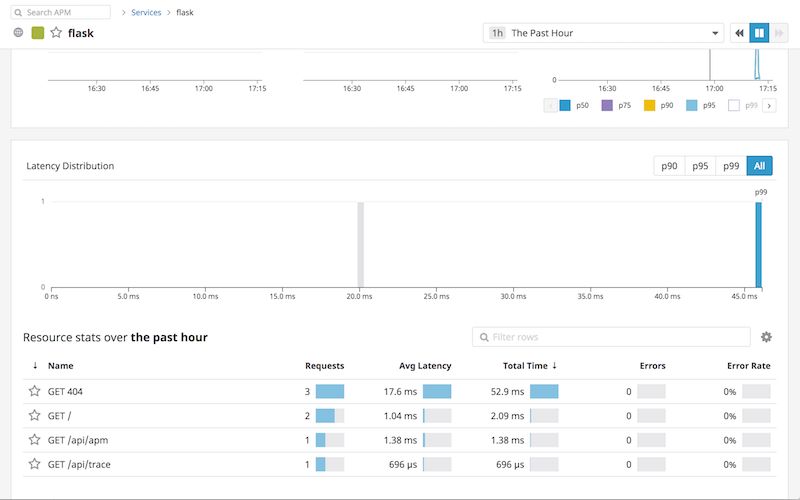 Search APM
Services
flask
flask
1h The Past Hour
16:30 16:45 17:00 17:15
16:30 16:45 17:00 17:15
0
16:30 16:45 17:00 17:15
p50 p75 p90 p95 p99
Latency Distribution
p90 p95 p99 All
p99
1
0
0 ns 5.0 ms 10.0 ms 15.0 ms 20.0 ms 25.0 ms 30.0 ms 35.0 ms 40.0 ms 45.0 ms
Resource stats over the past hour
Filter rows
↓ Name Requests Avg Latency Total Time ↓ Errors Error Rate
GET 404 3 17.6 ms 52.9 ms 0 0%
GET / 2 1.04 ms 2.09 ms 0 0%
GET /api/apm 1 1.38 ms 1.38 ms 0 0%
GET /api/trace 1 696 µs 696 µs 0 0%